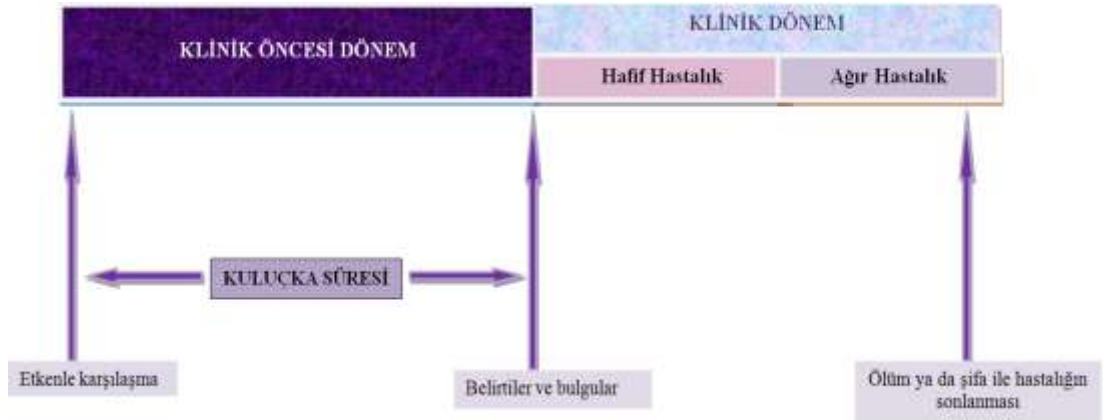 KLİNİK ÖNCESİ DÖNEM
KLİNİK DÖNEM
Hafif Hastalık
Ağır Hastalık
KULUÇKA SÜRESİ
Etkenle karşılaşma
Belirtiler ve bulgular
Ölüm ya da şifa ile hastalığın
sonlanması